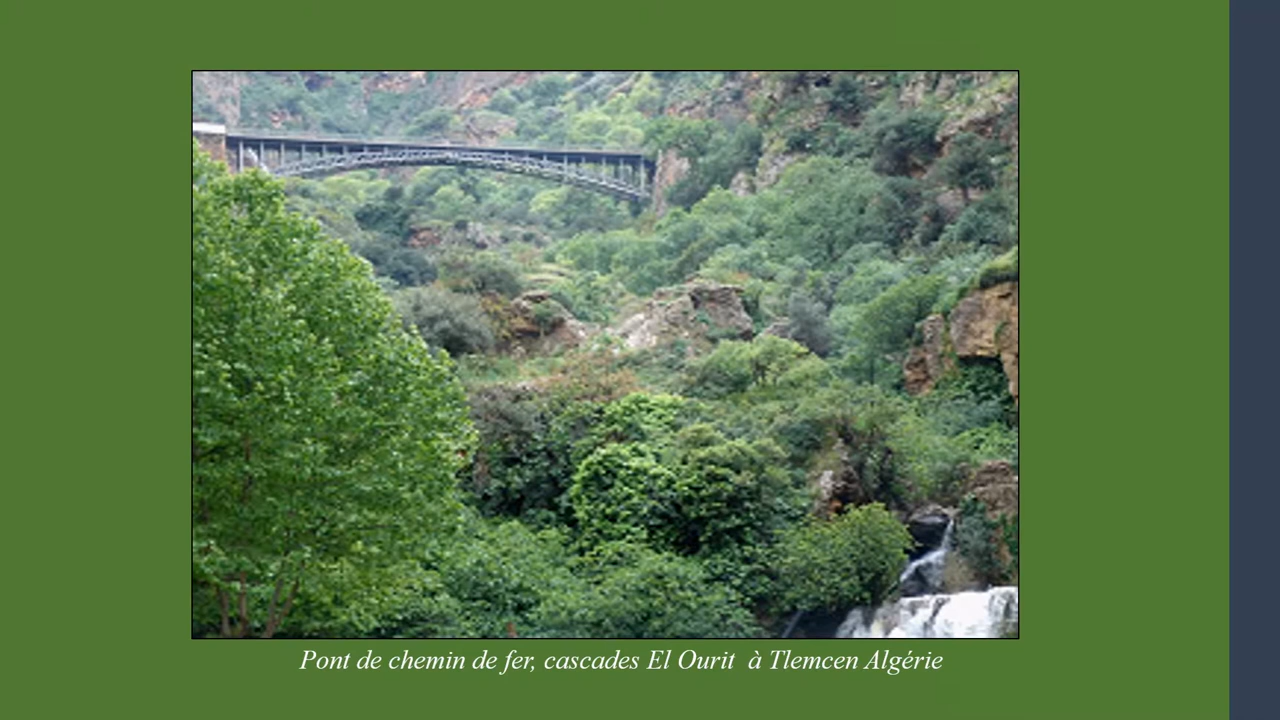 Pont de chemin de fer, cascades El Ourit à Tlemcen Algérie